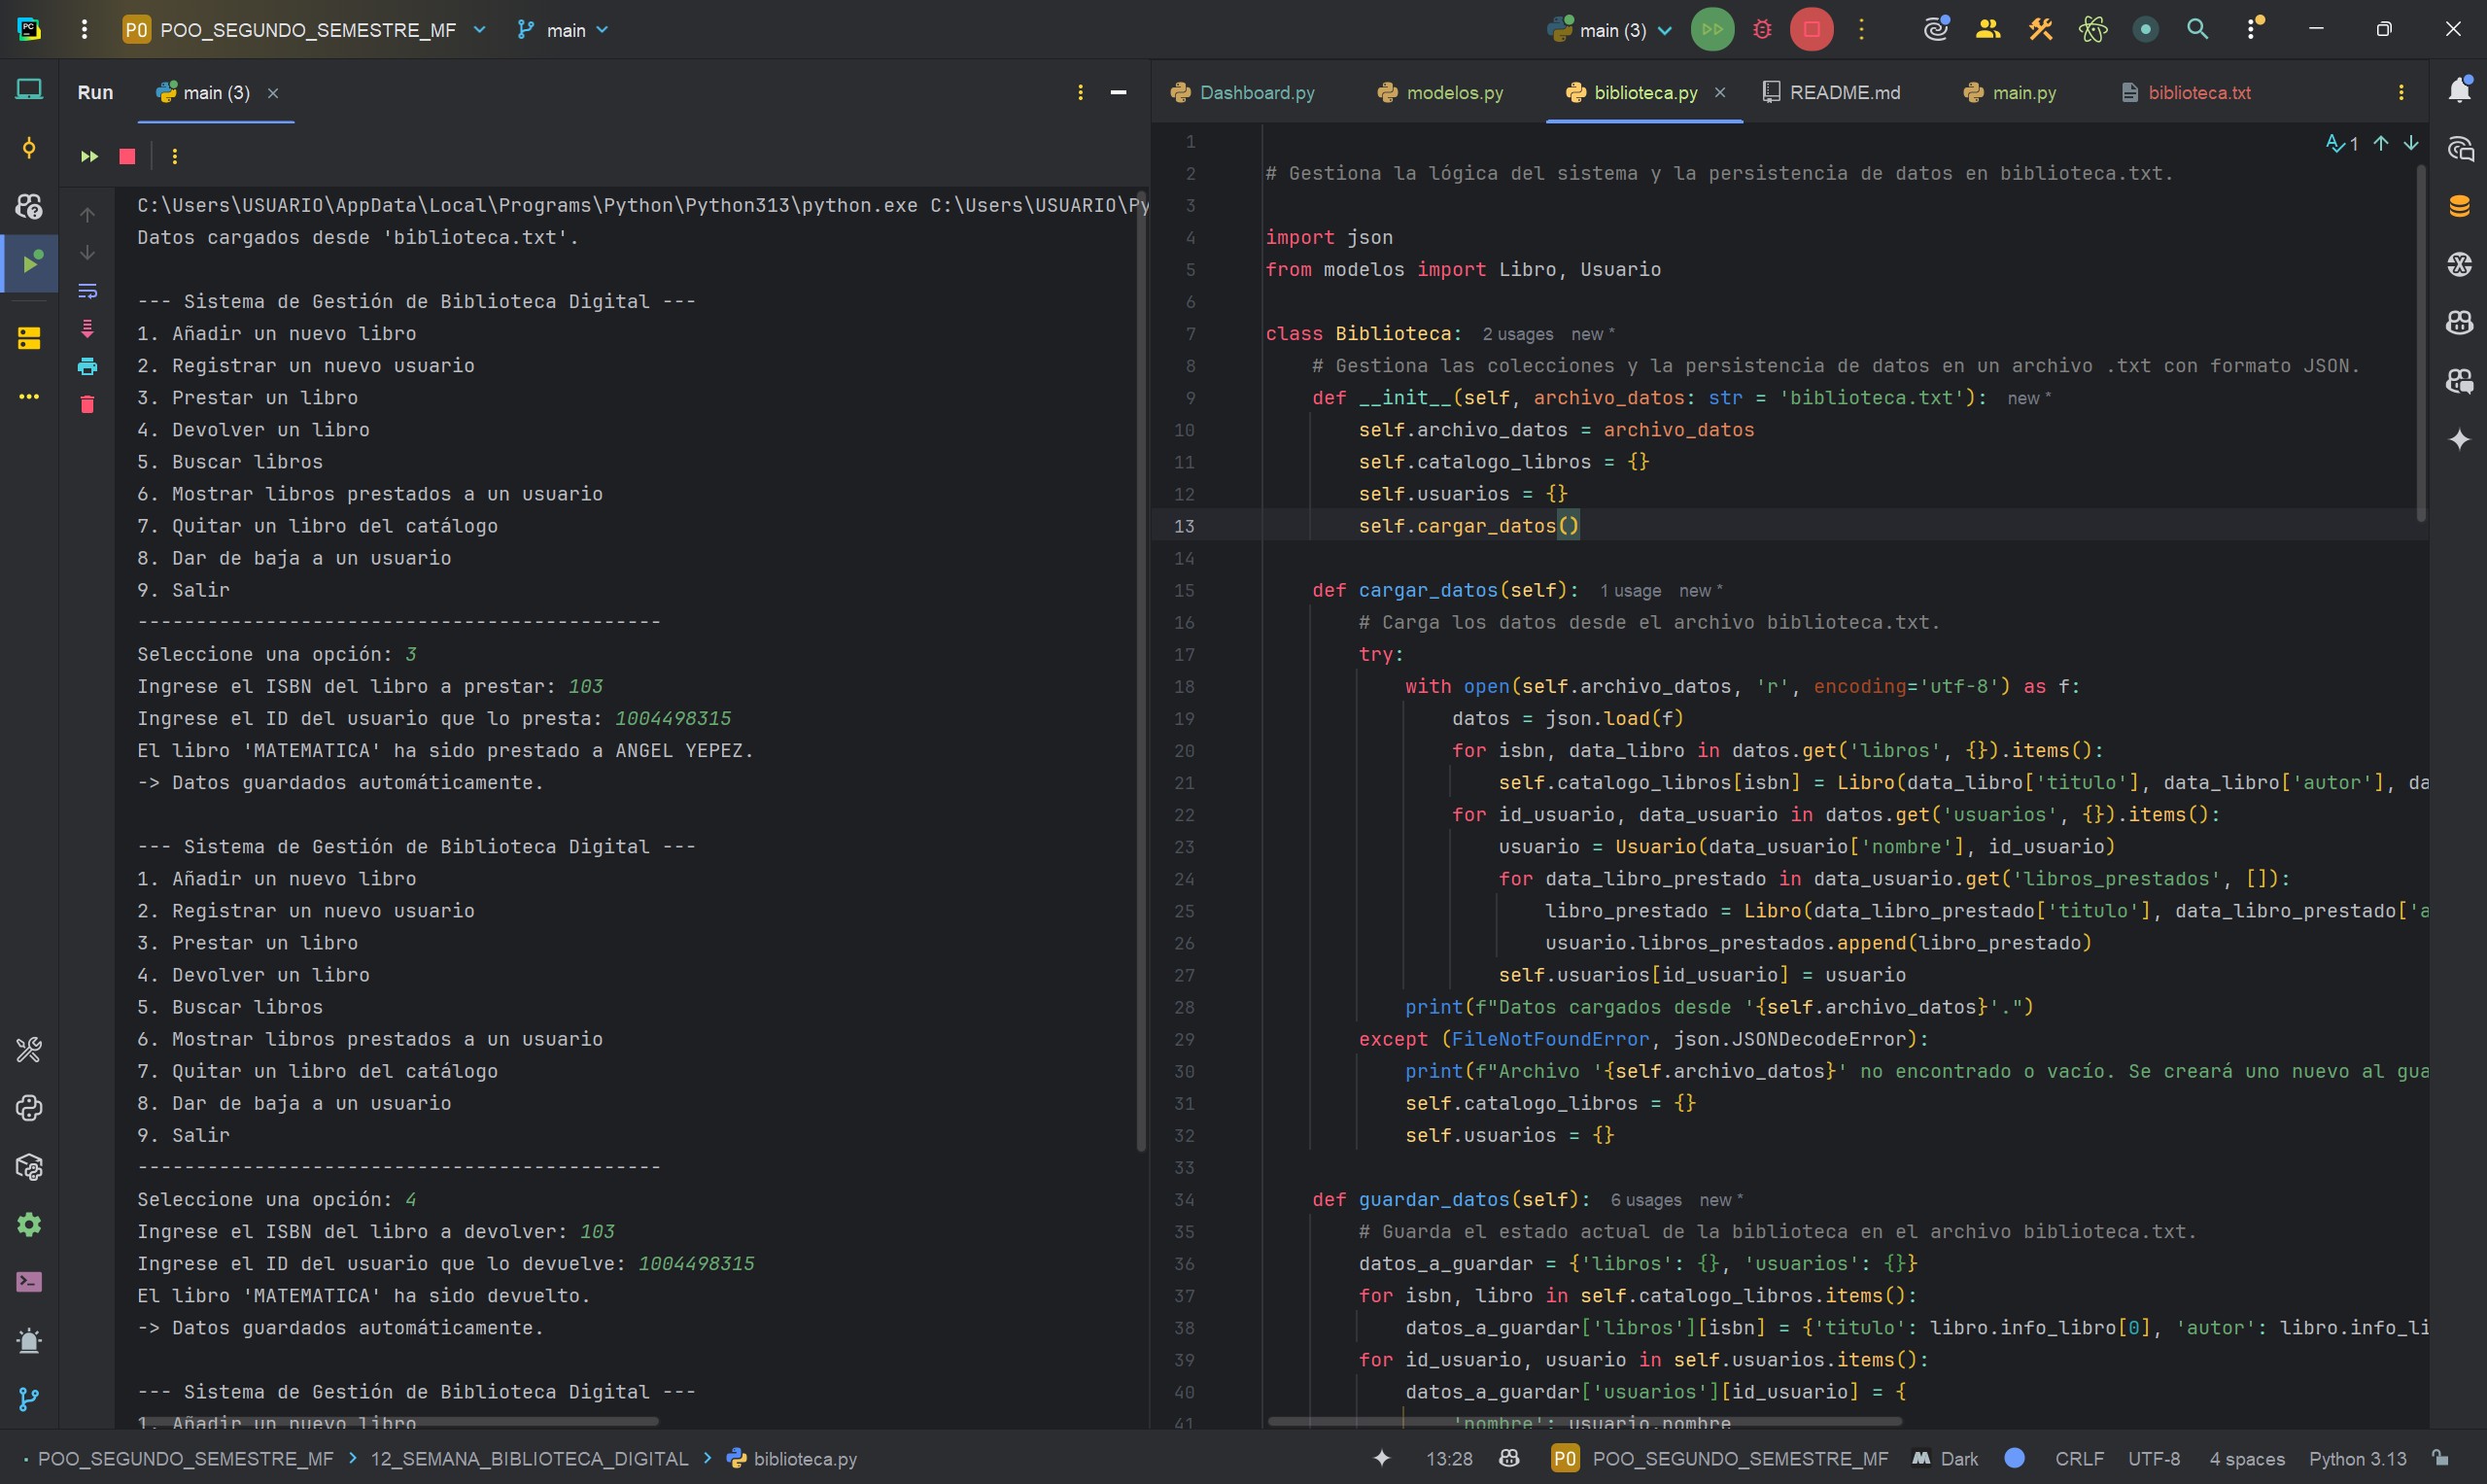 PC
PO POO_SEGUNDO_SEMESTRE_MF main main (3)
Run main (3)
C:\Users\USUARIO\AppData\Local\Programs\Python\Python313\python.exe C:\Users\USUARIO\Py
Datos cargados desde 'biblioteca.txt'.
--- Sistema de Gestión de Biblioteca Digital ---
1. Añadir un nuevo libro
2. Registrar un nuevo usuario
3. Prestar un libro
4. Devolver un libro
5. Buscar libros
6. Mostrar libros prestados a un usuario
7. Quitar un libro del catálogo
8. Dar de baja a un usuario
9. Salir
---------------------------------------------
Seleccione una opción: 3
Ingrese el ISBN del libro a prestar: 103
Ingrese el ID del usuario que lo presta: 1004498315
El libro 'MATEMATICA' ha sido prestado a ANGEL YEPEZ.
-> Datos guardados automáticamente.
--- Sistema de Gestión de Biblioteca Digital ---
1. Añadir un nuevo libro
2. Registrar un nuevo usuario
3. Prestar un libro
4. Devolver un libro
5. Buscar libros
6. Mostrar libros prestados a un usuario
7. Quitar un libro del catálogo
8. Dar de baja a un usuario
9. Salir
---------------------------------------------
Seleccione una opción: 4
Ingrese el ISBN del libro a devolver: 103
Ingrese el ID del usuario que lo devuelve: 1004498315
El libro 'MATEMATICA' ha sido devuelto.
-> Datos guardados automáticamente.
--- Sistema de Gestión de Biblioteca Digital ---
1. Añadir un nuevo libro
Dashboard.py modelos.py biblioteca.py README.md main.py biblioteca.txt
1
1
2 # Gestiona la lógica del sistema y la persistencia de datos en biblioteca.txt.
3
4 import json
5 from modelos import Libro, Usuario
6
7 class Biblioteca: 2 usages new *
8 # Gestiona las colecciones y la persistencia de datos en un archivo .txt con formato JSON.
9 def __init__(self, archivo_datos: str = 'biblioteca.txt'): new *
10 self.archivo_datos = archivo_datos
11 self.catalogo_libros = {}
12 self.usuarios = {}
13 self.cargar_datos()
14
15 def cargar_datos(self): 1 usage new *
16 # Carga los datos desde el archivo biblioteca.txt.
17 try:
18 with open(self.archivo_datos, 'r', encoding='utf-8') as f:
19 datos = json.load(f)
20 for isbn, data_libro in datos.get('libros', {}).items():
21 self.catalogo_libros[isbn] = Libro(data_libro['titulo'], data_libro['autor'], da
22 for id_usuario, data_usuario in datos.get('usuarios', {}).items():
23 usuario = Usuario(data_usuario['nombre'], id_usuario)
24 for data_libro_prestado in data_usuario.get('libros_prestados', []):
25 libro_prestado = Libro(data_libro_prestado['titulo'], data_libro_prestado['a
26 usuario.libros_prestados.append(libro_prestado)
27 self.usuarios[id_usuario] = usuario
28 print(f"Datos cargados desde '{self.archivo_datos}'.")
29 except (FileNotFoundError, json.JSONDecodeError):
30 print(f"Archivo '{self.archivo_datos}' no encontrado o vacío. Se creará uno nuevo al gua
31 self.catalogo_libros = {}
32 self.usuarios = {}
33
34 def guardar_datos(self): 6 usages new *
35 # Guarda el estado actual de la biblioteca en el archivo biblioteca.txt.
36 datos_a_guardar = {'libros': {}, 'usuarios': {}}
37 for isbn, libro in self.catalogo_libros.items():
38 datos_a_guardar['libros'][isbn] = {'titulo': libro.info_libro[0], 'autor': libro.info_li
39 for id_usuario, usuario in self.usuarios.items():
40 datos_a_guardar['usuarios'][id_usuario] = {
41 'nombre': usuario.nombre
POO_SEGUNDO_SEMESTRE_MF > 12_SEMANA_BIBLIOTECA_DIGITAL > biblioteca.py 13:28 PO POO_SEGUNDO_SEMESTRE_MF Dark CRLF UTF-8 4 spaces Python 3.13